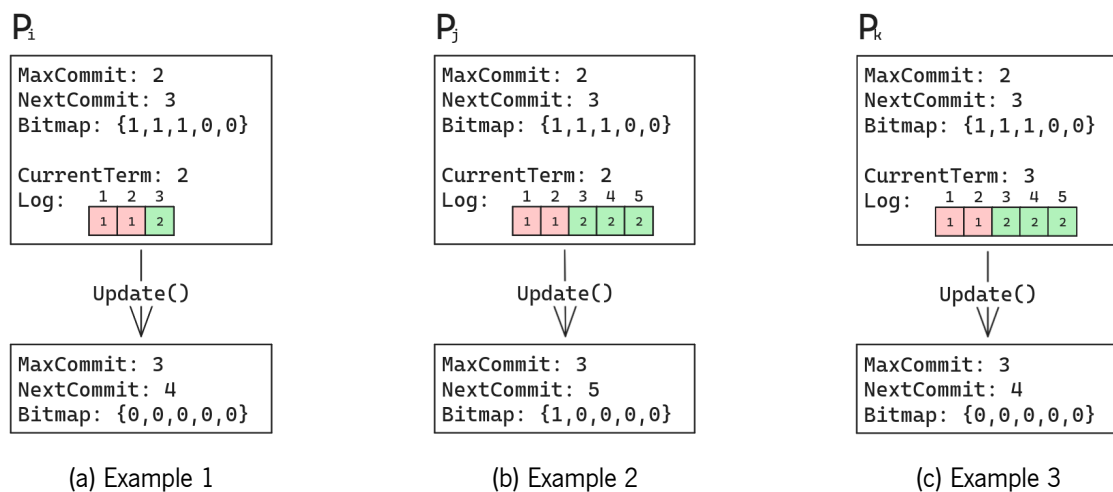 Pi
MaxCommit: 2
NextCommit: 3
Bitmap: {1,1,1,0,0}
CurrentTerm: 2
1 2 3
Log:
1 1 2
Update()
MaxCommit: 3
NextCommit: 4
Bitmap: {0,0,0,0,0}
(a) Example 1
Pj
MaxCommit: 2
NextCommit: 3
Bitmap: {1,1,1,0,0}
CurrentTerm: 2
1 2 3 4 5
Log:
1 1 2 2 2
Update()
MaxCommit: 3
NextCommit: 5
Bitmap: {1,0,0,0,0}
(b) Example 2
Pk
MaxCommit: 2
NextCommit: 3
Bitmap: {1,1,1,0,0}
CurrentTerm: 3
1 2 3 4 5
Log:
1 1 2 2 2
Update()
MaxCommit: 3
NextCommit: 4
Bitmap: {0,0,0,0,0}
(c) Example 3